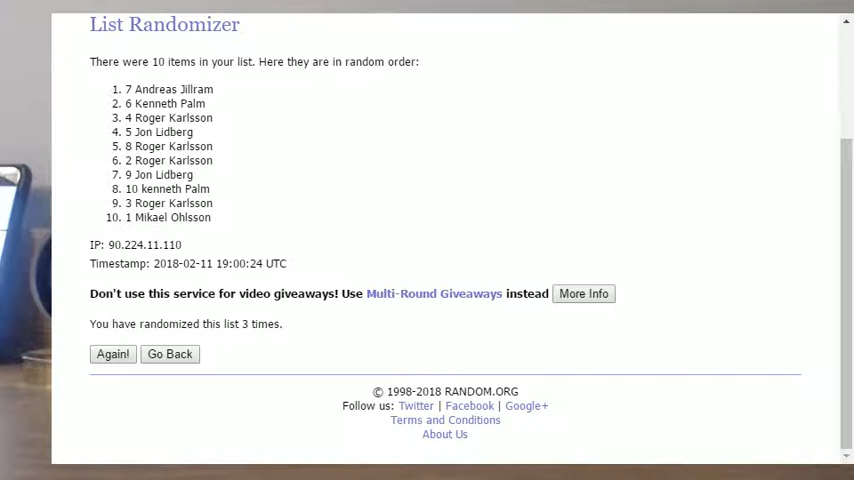 List Randomizer
There were 10 items in your list. Here they are in random order:
1. 7 Andreas Jillram
2. 6 Kenneth Palm
3. 4 Roger Karlsson
4. 5 Jon Lidberg
5. 8 Roger Karlsson
6. 2 Roger Karlsson
7. 9 Jon Lidberg
8. 10 kenneth Palm
9. 3 Roger Karlsson
10. 1 Mikael Ohlsson
IP: 90.224.11.110
Timestamp: 2018-02-11 19:00:24 UTC
Don't use this service for video giveaways! Use Multi-Round Giveaways instead More Info
You have randomized this list 3 times.
Again! Go Back
© 1998-2018 RANDOM.ORG
Follow us: Twitter | Facebook | Google+
Terms and Conditions
About Us